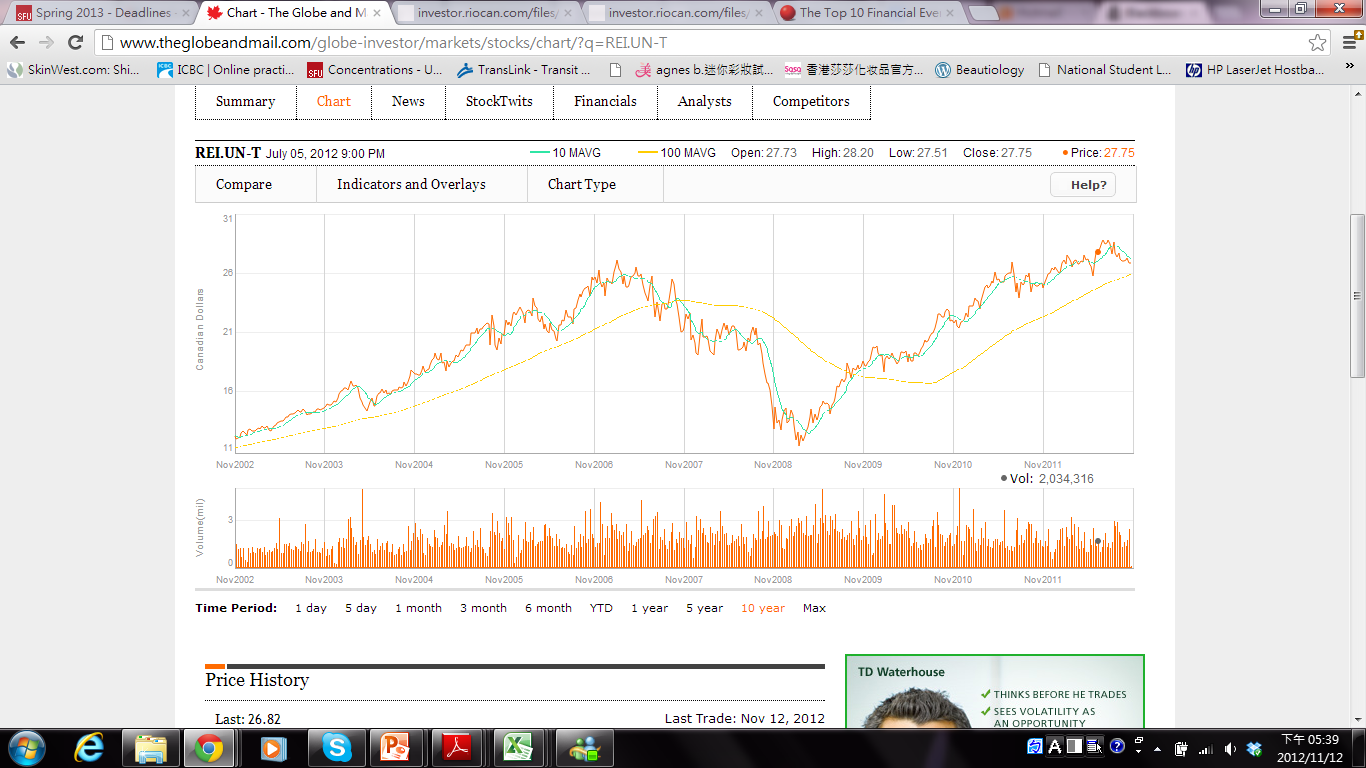 Spring 2013 - Deadlines
Chart - The Globe and M
investor.riocan.com/files/
investor.riocan.com/files/
The Top 10 Financial Eve
www.theglobeandmail.com/globe-investor/markets/stocks/chart/?q=REI.UN-T
SkinWest.com: Shi... ICBC | Online practi... SFU Concentrations - U... TransLink - Transit ... agnes b.迷你彩妝試... Sasa 香港莎莎化妝品官方... Beautiology National Student L... HP LaserJet Hostba... »
Summary Chart News StockTwits Financials Analysts Competitors
REI.UN-T July 05, 2012 9:00 PM 10 MAVG 100 MAVG Open: 27.73 High: 28.20 Low: 27.51 Close: 27.75 Price: 27.75
Compare Indicators and Overlays Chart Type Help?
31
26
21
16
11
Canadian Dollars
Nov2002 Nov2003 Nov2004 Nov2005 Nov2006 Nov2007 Nov2008 Nov2009 Nov2010 Nov2011
Vol: 2,034,316
3
0
Volume(mil)
Nov2002 Nov2003 Nov2004 Nov2005 Nov2006 Nov2007 Nov2008 Nov2009 Nov2010 Nov2011
Time Period: 1 day 5 day 1 month 3 month 6 month YTD 1 year 5 year 10 year Max
Price History
Last: 26.82 Last Trade: Nov 12, 2012
TD Waterhouse
THINKS BEFORE HE TRADES
SEES VOLATILITY AS
AN OPPORTUNITY
下午 05:39
2012/11/12